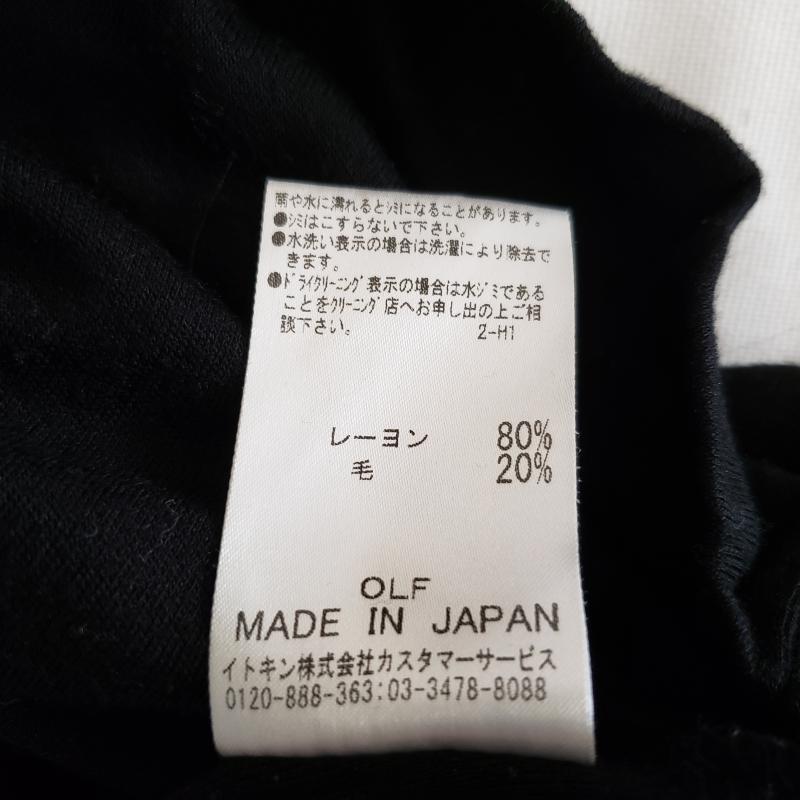 雨や水に濡れるとシミになることがあります。
●シミはこすらないで下さい。
●水洗い表示の場合は洗濯により除去で
きます。
●ドライクリーニング表示の場合は水ジミである
ことをクリーニング店へお申し出の上ご相
談下さい。 2-H1
レーヨン 80%
毛 20%
OLF
MADE IN JAPAN
イトキン株式会社カスタマーサービス
0120-888-363:03-3478-8088